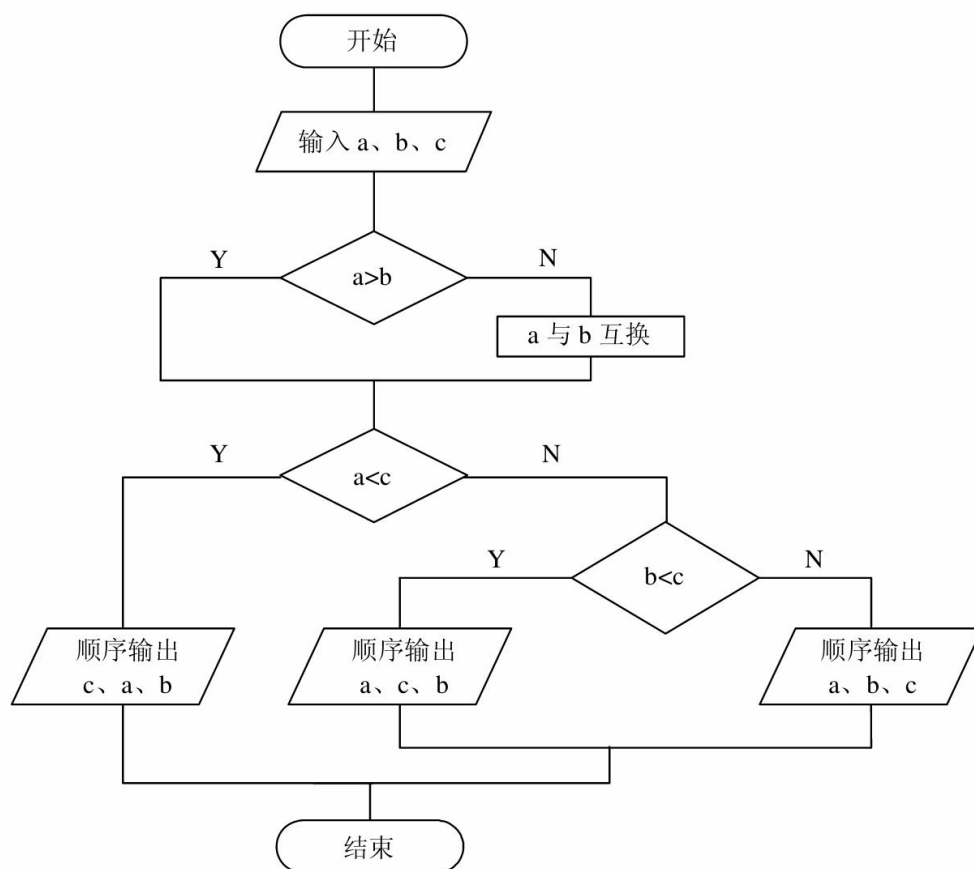 开始
输入 a、b、c
Y
a>b
N
a 与 b 互换
Y
a<c
N
Y
b<c
N
顺序输出
c、a、b
顺序输出
a、c、b
顺序输出
a、b、c
结束